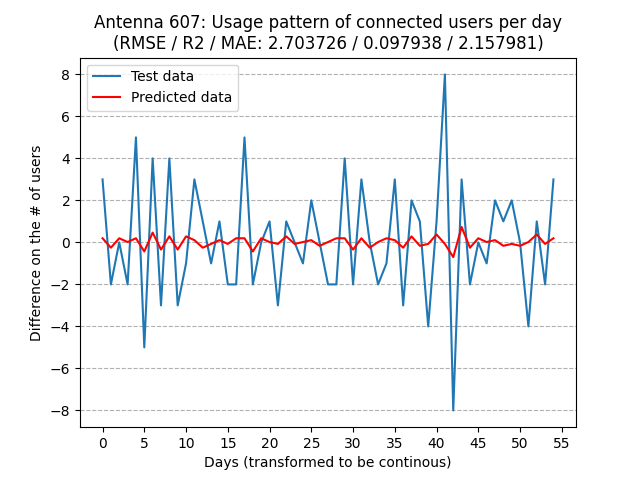 Antenna 607: Usage pattern of connected users per day
(RMSE / R2 / MAE: 2.703726 / 0.097938 / 2.157981)
Test data
Predicted data
Difference on the # of users
8
6
4
2
0
−2
−4
−6
−8
0 5 10 15 20 25 30 35 40 45 50 55
Days (transformed to be continous)